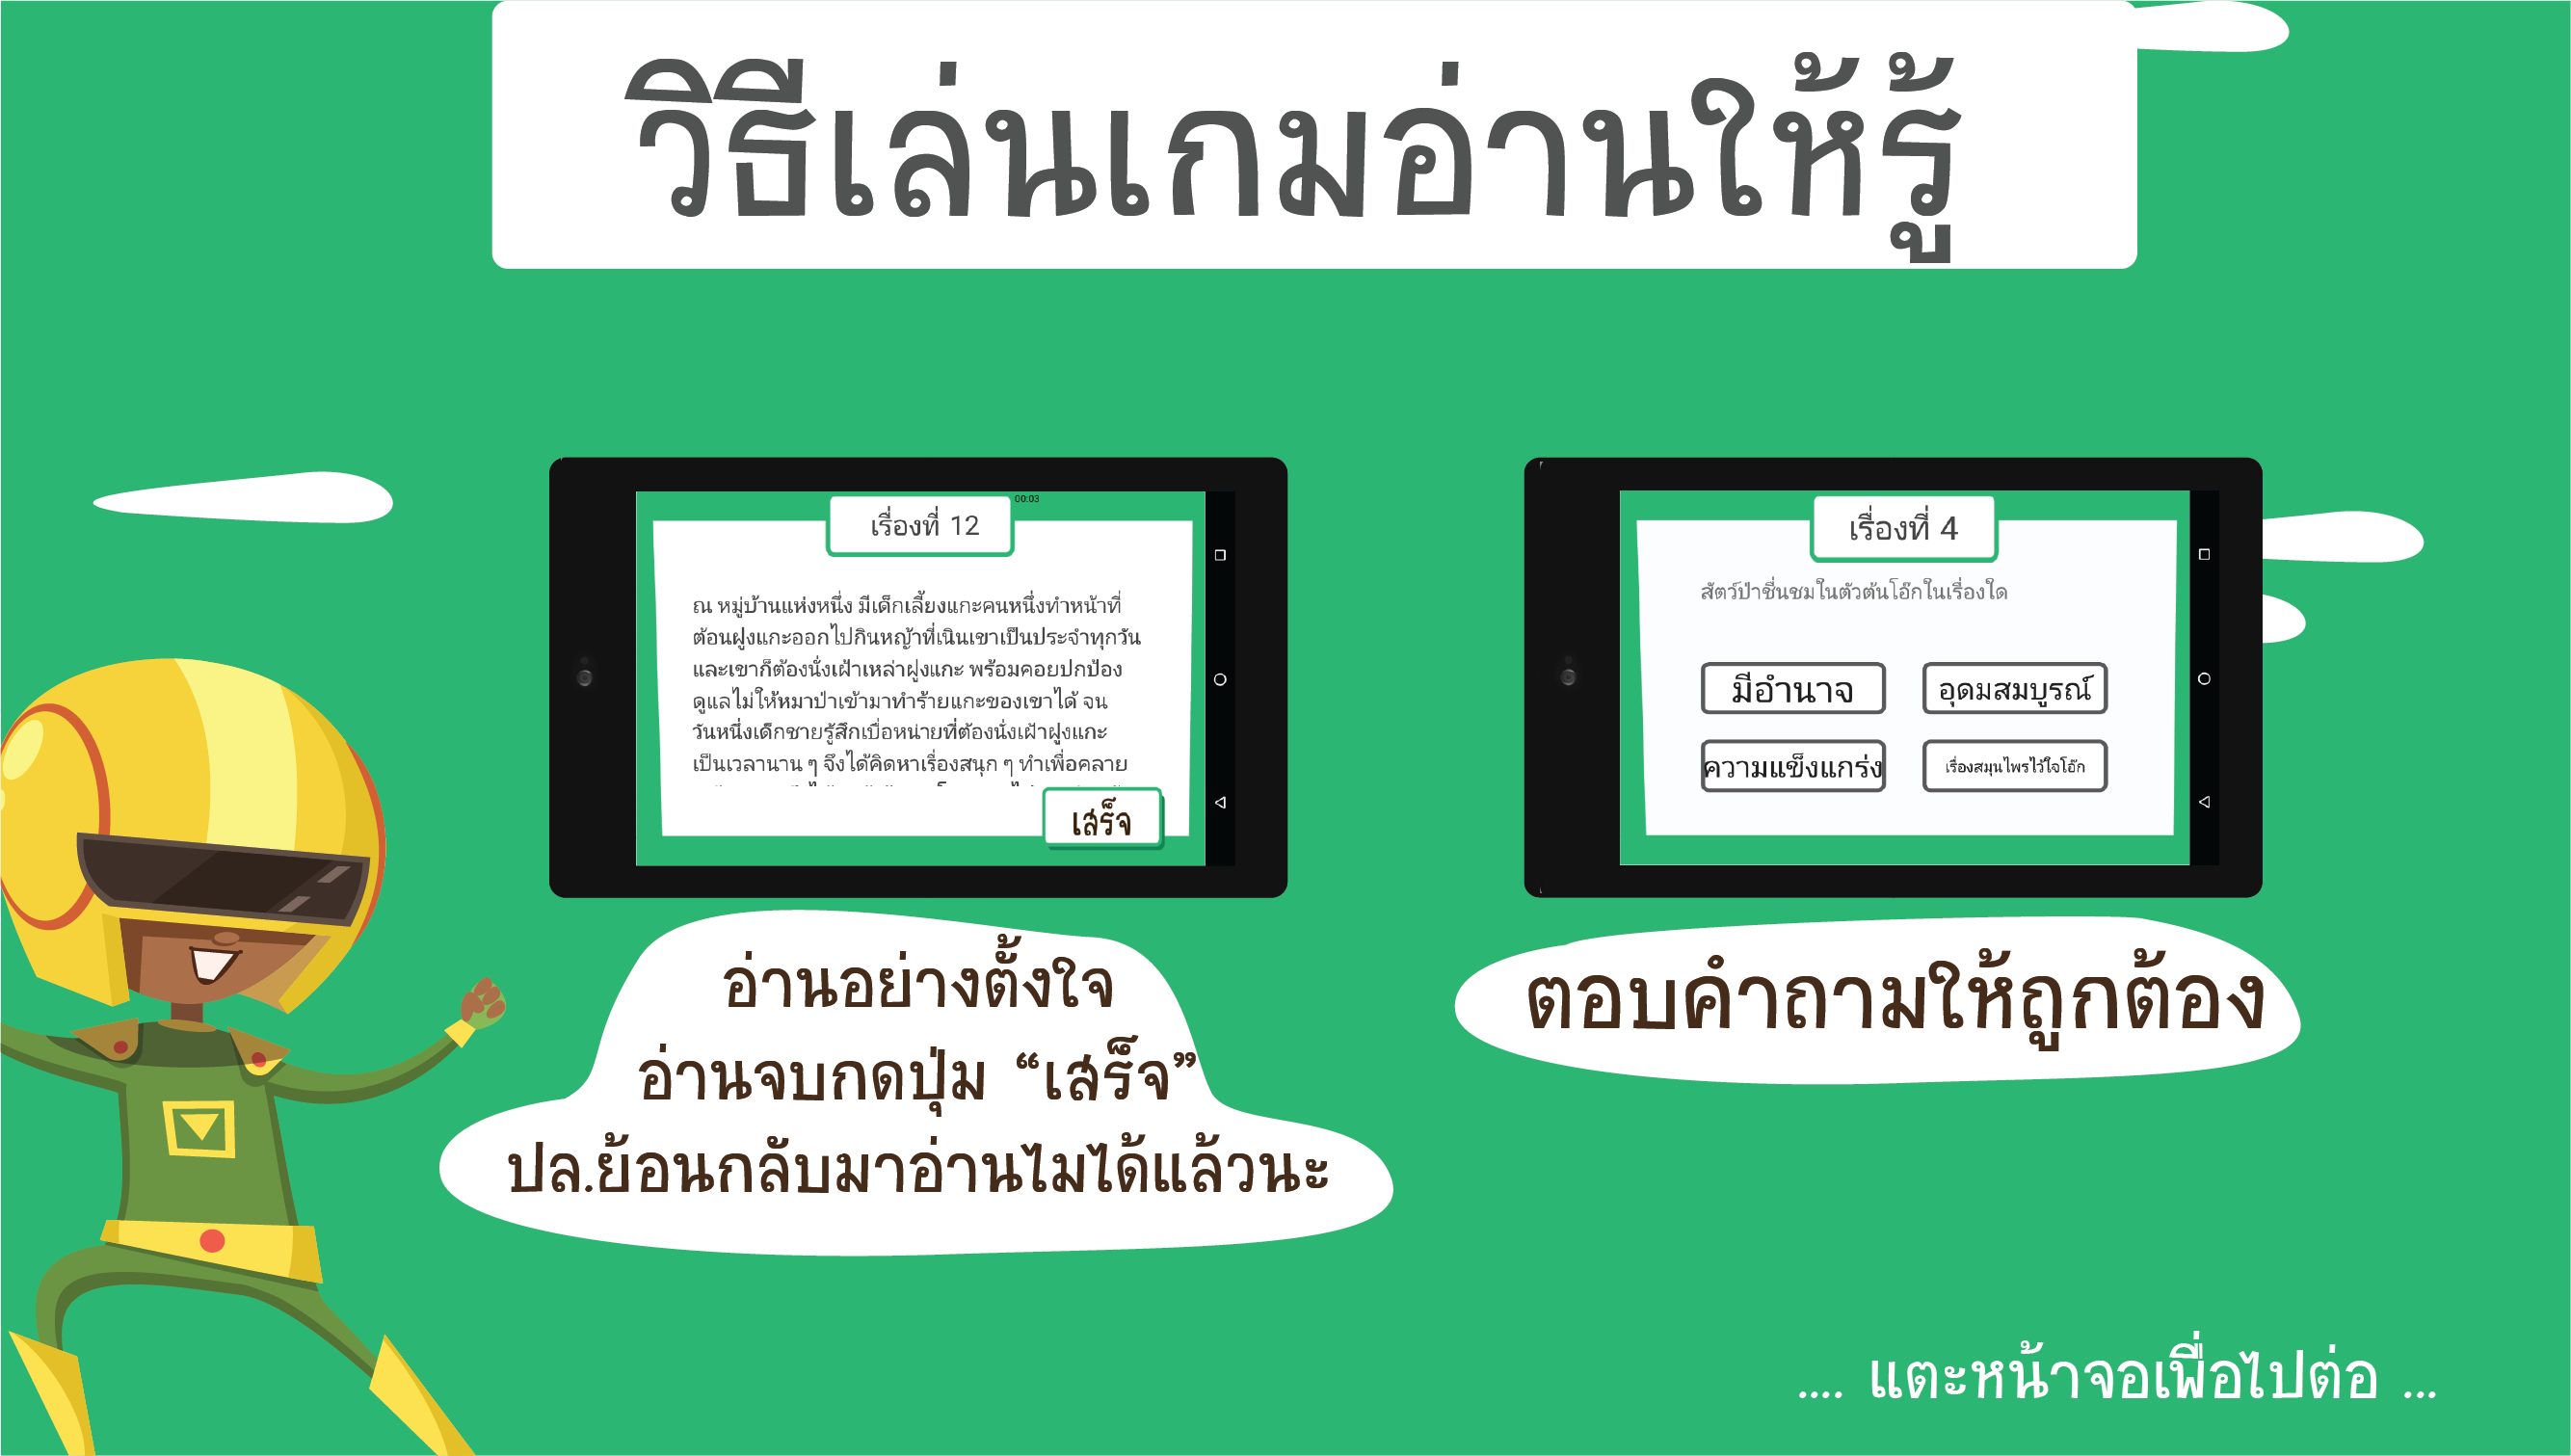 วิธีเล่นเกมอ่านให้รู้
00:03
เรื่องที่ 12
ณ หมู่บ้านแห่งหนึ่ง มีเด็กเลี้ยงแกะคนหนึ่งทำหน้าที่
ต้อนฝูงแกะออกไปกินหญ้าที่เนินเขาเป็นประจำทุกวัน
และเขาก็ต้องนั่งเฝ้าเหล่าฝูงแกะ พร้อมคอยปกป้อง
ดูแลไม่ให้หมาป่าเข้ามาทำร้ายแกะของเขาได้ จน
วันหนึ่งเด็กชายรู้สึกเบื่อหน่ายที่ต้องนั่งเฝ้าฝูงแกะ
เป็นเวลานาน ๆ จึงได้คิดหาเรื่องสนุก ๆ ทำเพื่อคลาย
เสร็จ
เรื่องที่ 4
สัตว์ป่าชื่นชมในตัวต้นโอ๊กในเรื่องใด
มีอำนาจ
อุดมสมบูรณ์
ความแข็งแกร่ง
เรื่องสมุนไพรไว้ใจโอ๊ก
อ่านอย่างตั้งใจ
อ่านจบกดปุ่ม “เสร็จ”
ปล.ย้อนกลับมาอ่านไมได้แล้วนะ
ตอบคำถามให้ถูกต้อง
.... แตะหน้าจอเพื่อไปต่อ ...